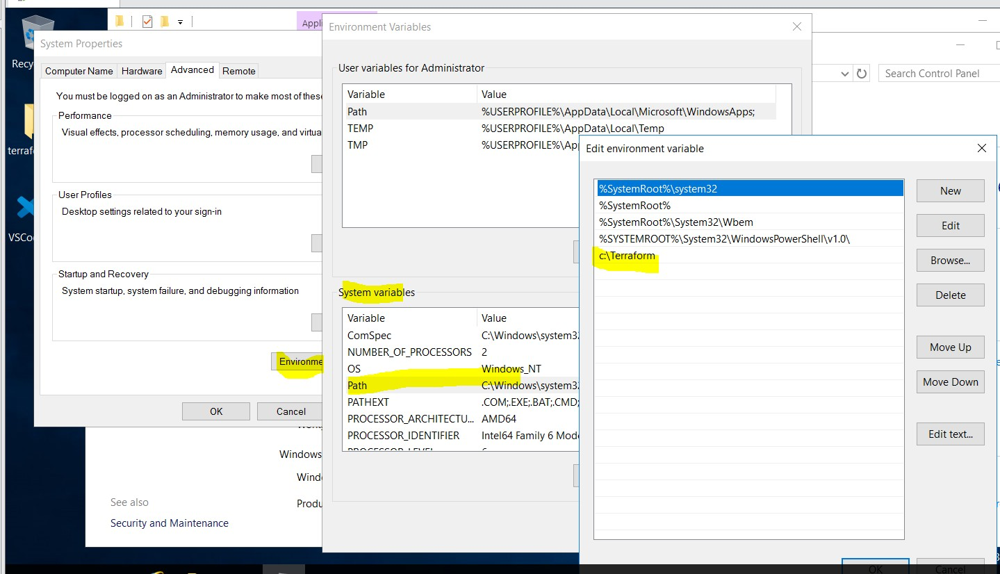 Recy
terrafo
VSCo
Appli
System Properties
Computer Name
Hardware
Advanced
Remote
You must be logged on as an Administrator to make most of these
Performance
Visual effects, processor scheduling, memory usage, and virtua
User Profiles
Desktop settings related to your sign-in
Startup and Recovery
System startup, system failure, and debugging information
Environme
OK
Cancel
Windows
Windo
Produ
See also
Security and Maintenance
Environment Variables
User variables for Administrator
Variable Value
Path %USERPROFILE%\AppData\Local\Microsoft\WindowsApps;
TEMP %USERPROFILE%\AppData\Local\Temp
TMP %USERPROFILE%\App
System variables
Variable Value
ComSpec C:\Windows\system32
NUMBER_OF_PROCESSORS 2
OS Windows_NT
Path C:\Windows\system32
PATHEXT .COM;.EXE;.BAT;.CMD;
PROCESSOR_ARCHITECTU... AMD64
PROCESSOR_IDENTIFIER Intel64 Family 6 Mode
Search Control Panel
Edit environment variable
%SystemRoot%\system32
%SystemRoot%
%SystemRoot%\System32\Wbem
%SYSTEMROOT%\System32\WindowsPowerShell\v1.0\
c:\Terraform
New
Edit
Browse...
Delete
Move Up
Move Down
Edit text...
OK
Cancel